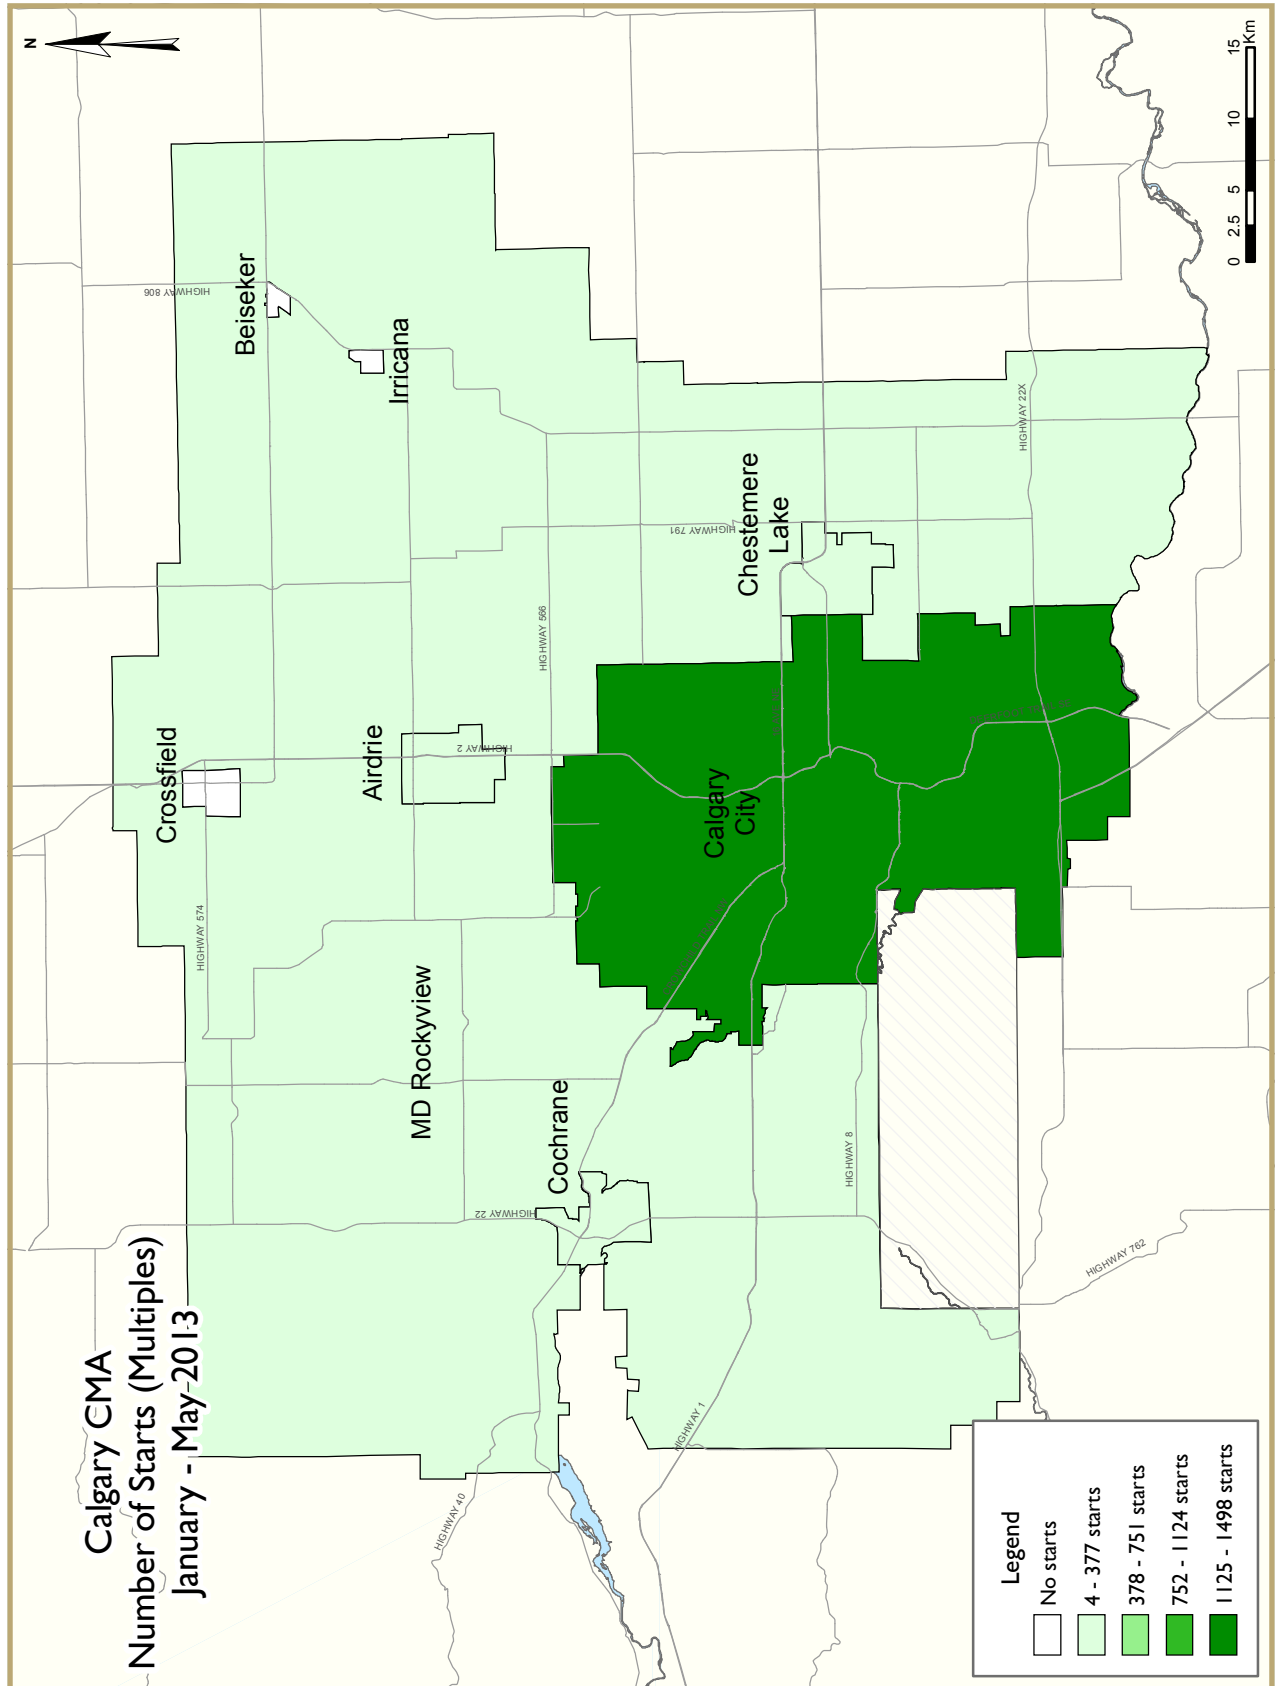 Calgary CMA
Number of Starts (Multiples)
January - May 2013
N
Crossfield
Beiseker
Irricana
Airdrie
MD Rockyview
Cochrane
Calgary
City
Chestemere
Lake
HIGHWAY 806
HIGHWAY 574
HIGHWAY 2
HIGHWAY 566
HIGHWAY 791
HIGHWAY 22X
HIGHWAY 22
HIGHWAY 8
HIGHWAY 1
HIGHWAY 40
HIGHWAY 762
Legend
No starts
4 - 377 starts
378 - 751 starts
752 - 1124 starts
1125 - 1498 starts
0 2.5 5 10 15
Km